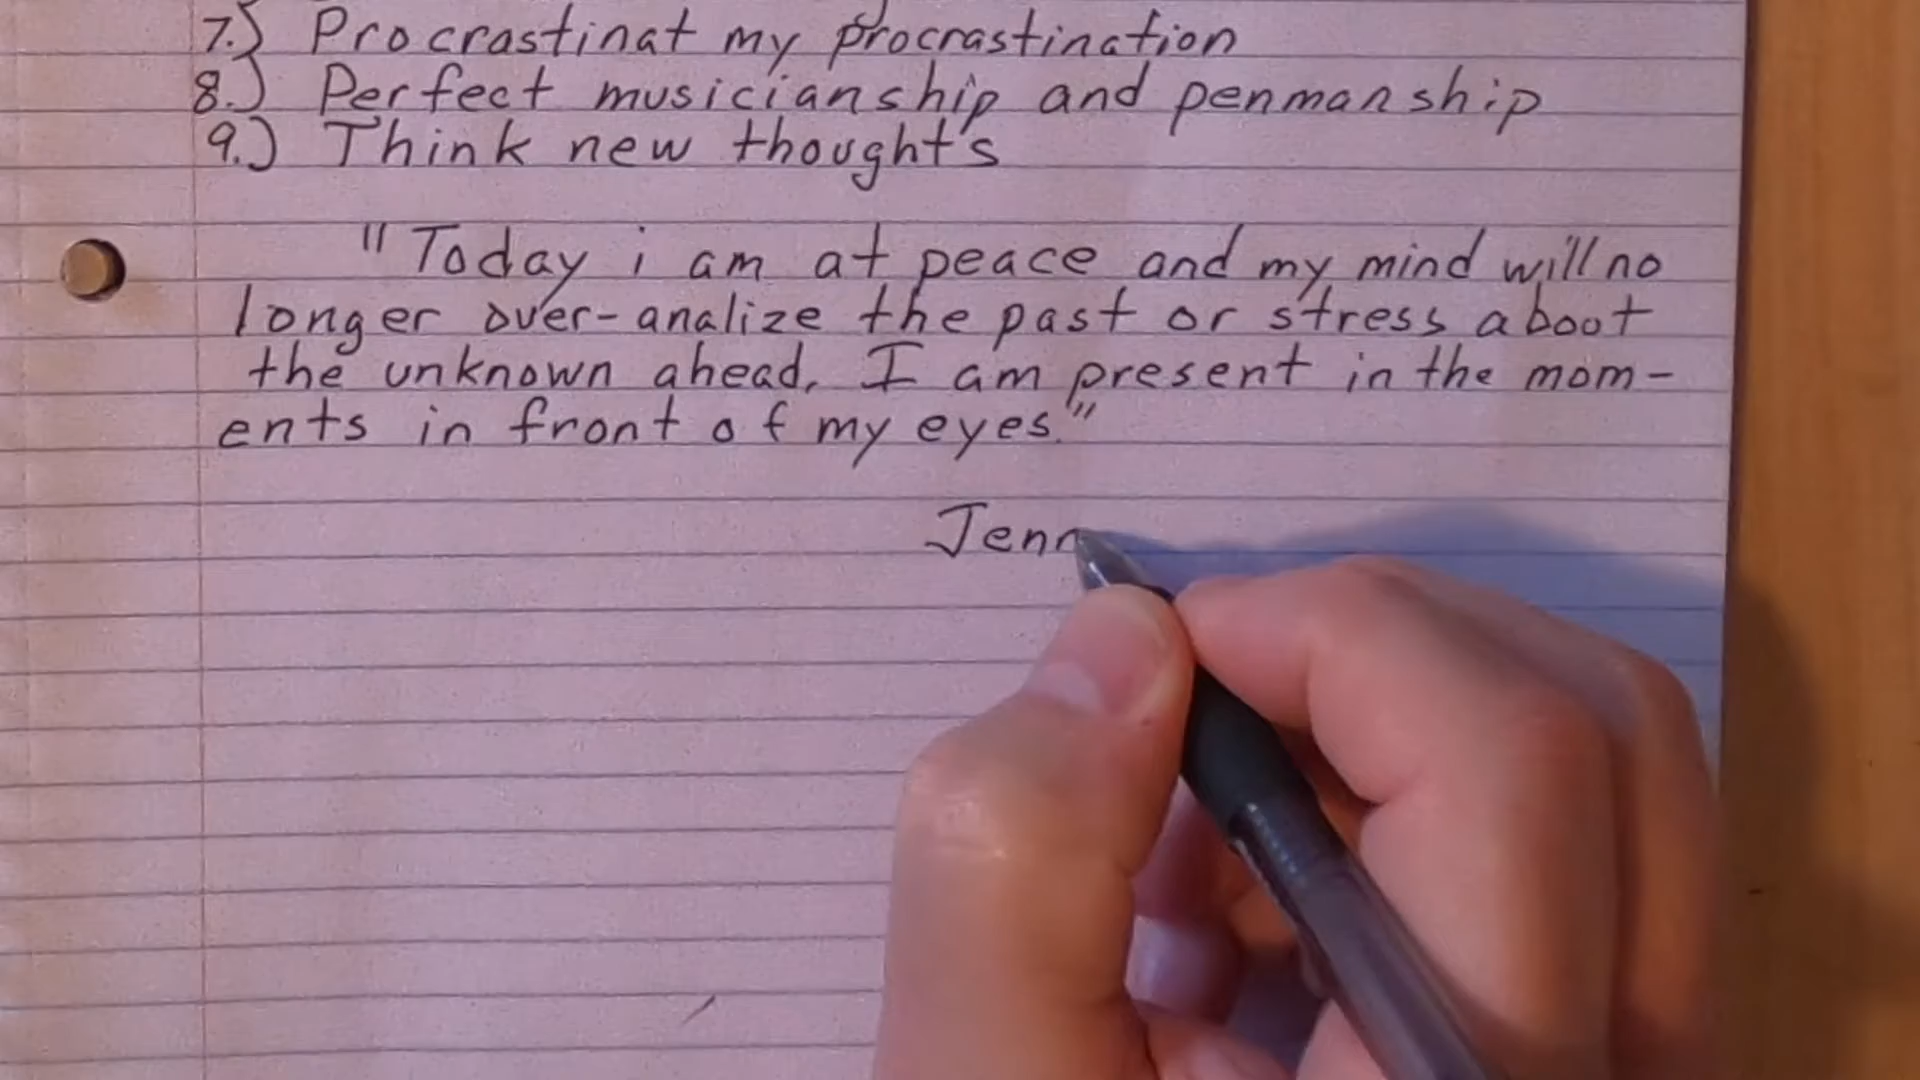 7.) Procrastinat my procrastination
8.) Perfect musicianship and penmanship
9.) Think new thoughts
"Today i am at peace and my mind will no
longer over-analize the past or stress about
the unknown ahead. I am present in the mom-
ents in front of my eyes."
Jenn